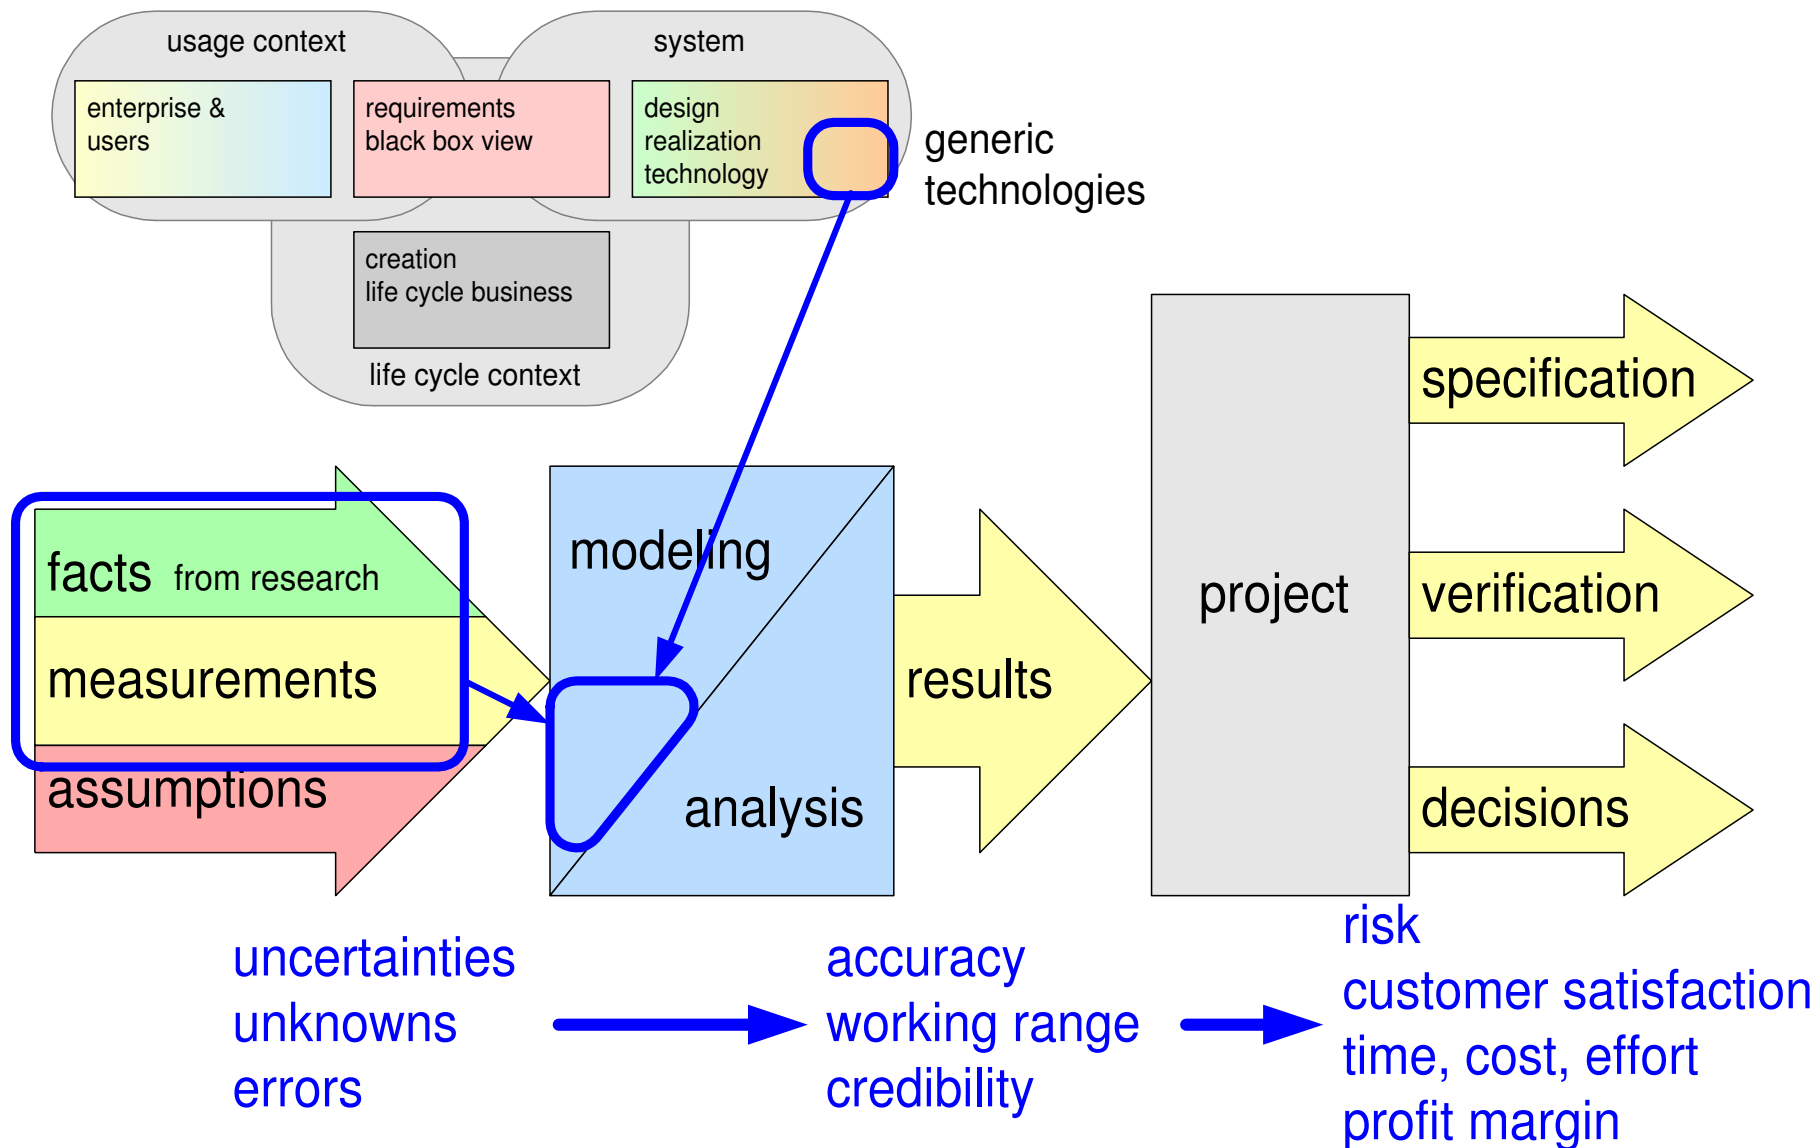 usage context
system
enterprise &
users
requirements
black box view
design
realization
technology
generic
technologies
creation
life cycle business
life cycle context
facts from research
measurements
assumptions
modeling
analysis
results
project
specification
verification
decisions
uncertainties
unknowns
errors
accuracy
working range
credibility
risk
customer satisfaction
time, cost, effort
profit margin